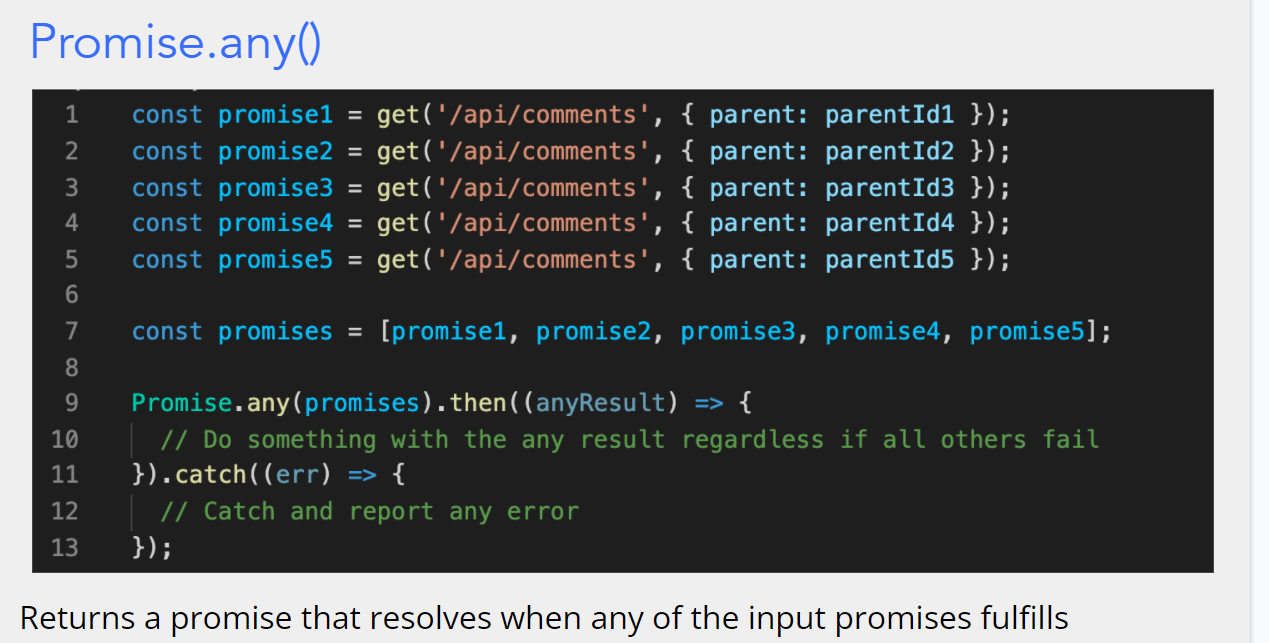 Promise.any()
1 const promise1 = get('/api/comments', { parent: parentId1 });
2 const promise2 = get('/api/comments', { parent: parentId2 });
3 const promise3 = get('/api/comments', { parent: parentId3 });
4 const promise4 = get('/api/comments', { parent: parentId4 });
5 const promise5 = get('/api/comments', { parent: parentId5 });
6
7 const promises = [promise1, promise2, promise3, promise4, promise5];
8
9 Promise.any(promises).then((anyResult) => {
10 // Do something with the any result regardless if all others fail
11 }).catch((err) => {
12 // Catch and report any error
13 });
Returns a promise that resolves when any of the input promises fulfills